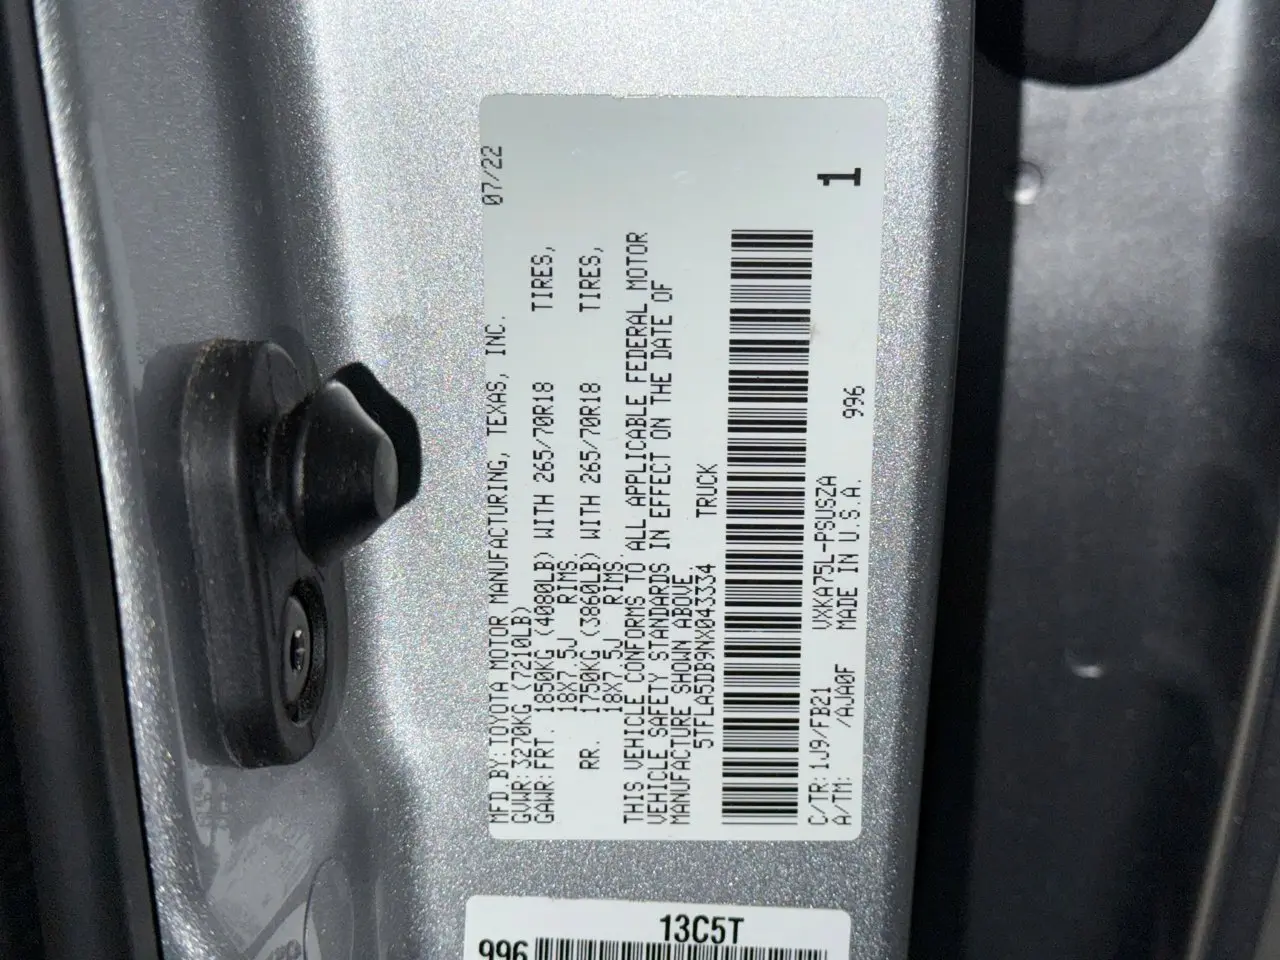 MFD.BY:TOYOTA MOTOR MANUFACTURING, TEXAS, INC. 07/22
GVWR:3270KG (7210LB)
GAWR:FRT. 1850KG (4080LB) WITH 265/70R18 TIRES,
18X7.5J RIMS.
RR. 1750KG (3860LB) WITH 265/70R18 TIRES,
18X7.5J RIMS.
THIS VEHICLE CONFORMS TO ALL APPLICABLE FEDERAL MOTOR
VEHICLE SAFETY STANDARDS IN EFFECT ON THE DATE OF
MANUFACTURE SHOWN ABOVE.
5TFLA5DB9NX043334 TRUCK
C/TR:1J9/FB21 VXKA75L-PSUSZA
A/TM: /AJA0F MADE IN U.S.A. 996
1
13C5T
996